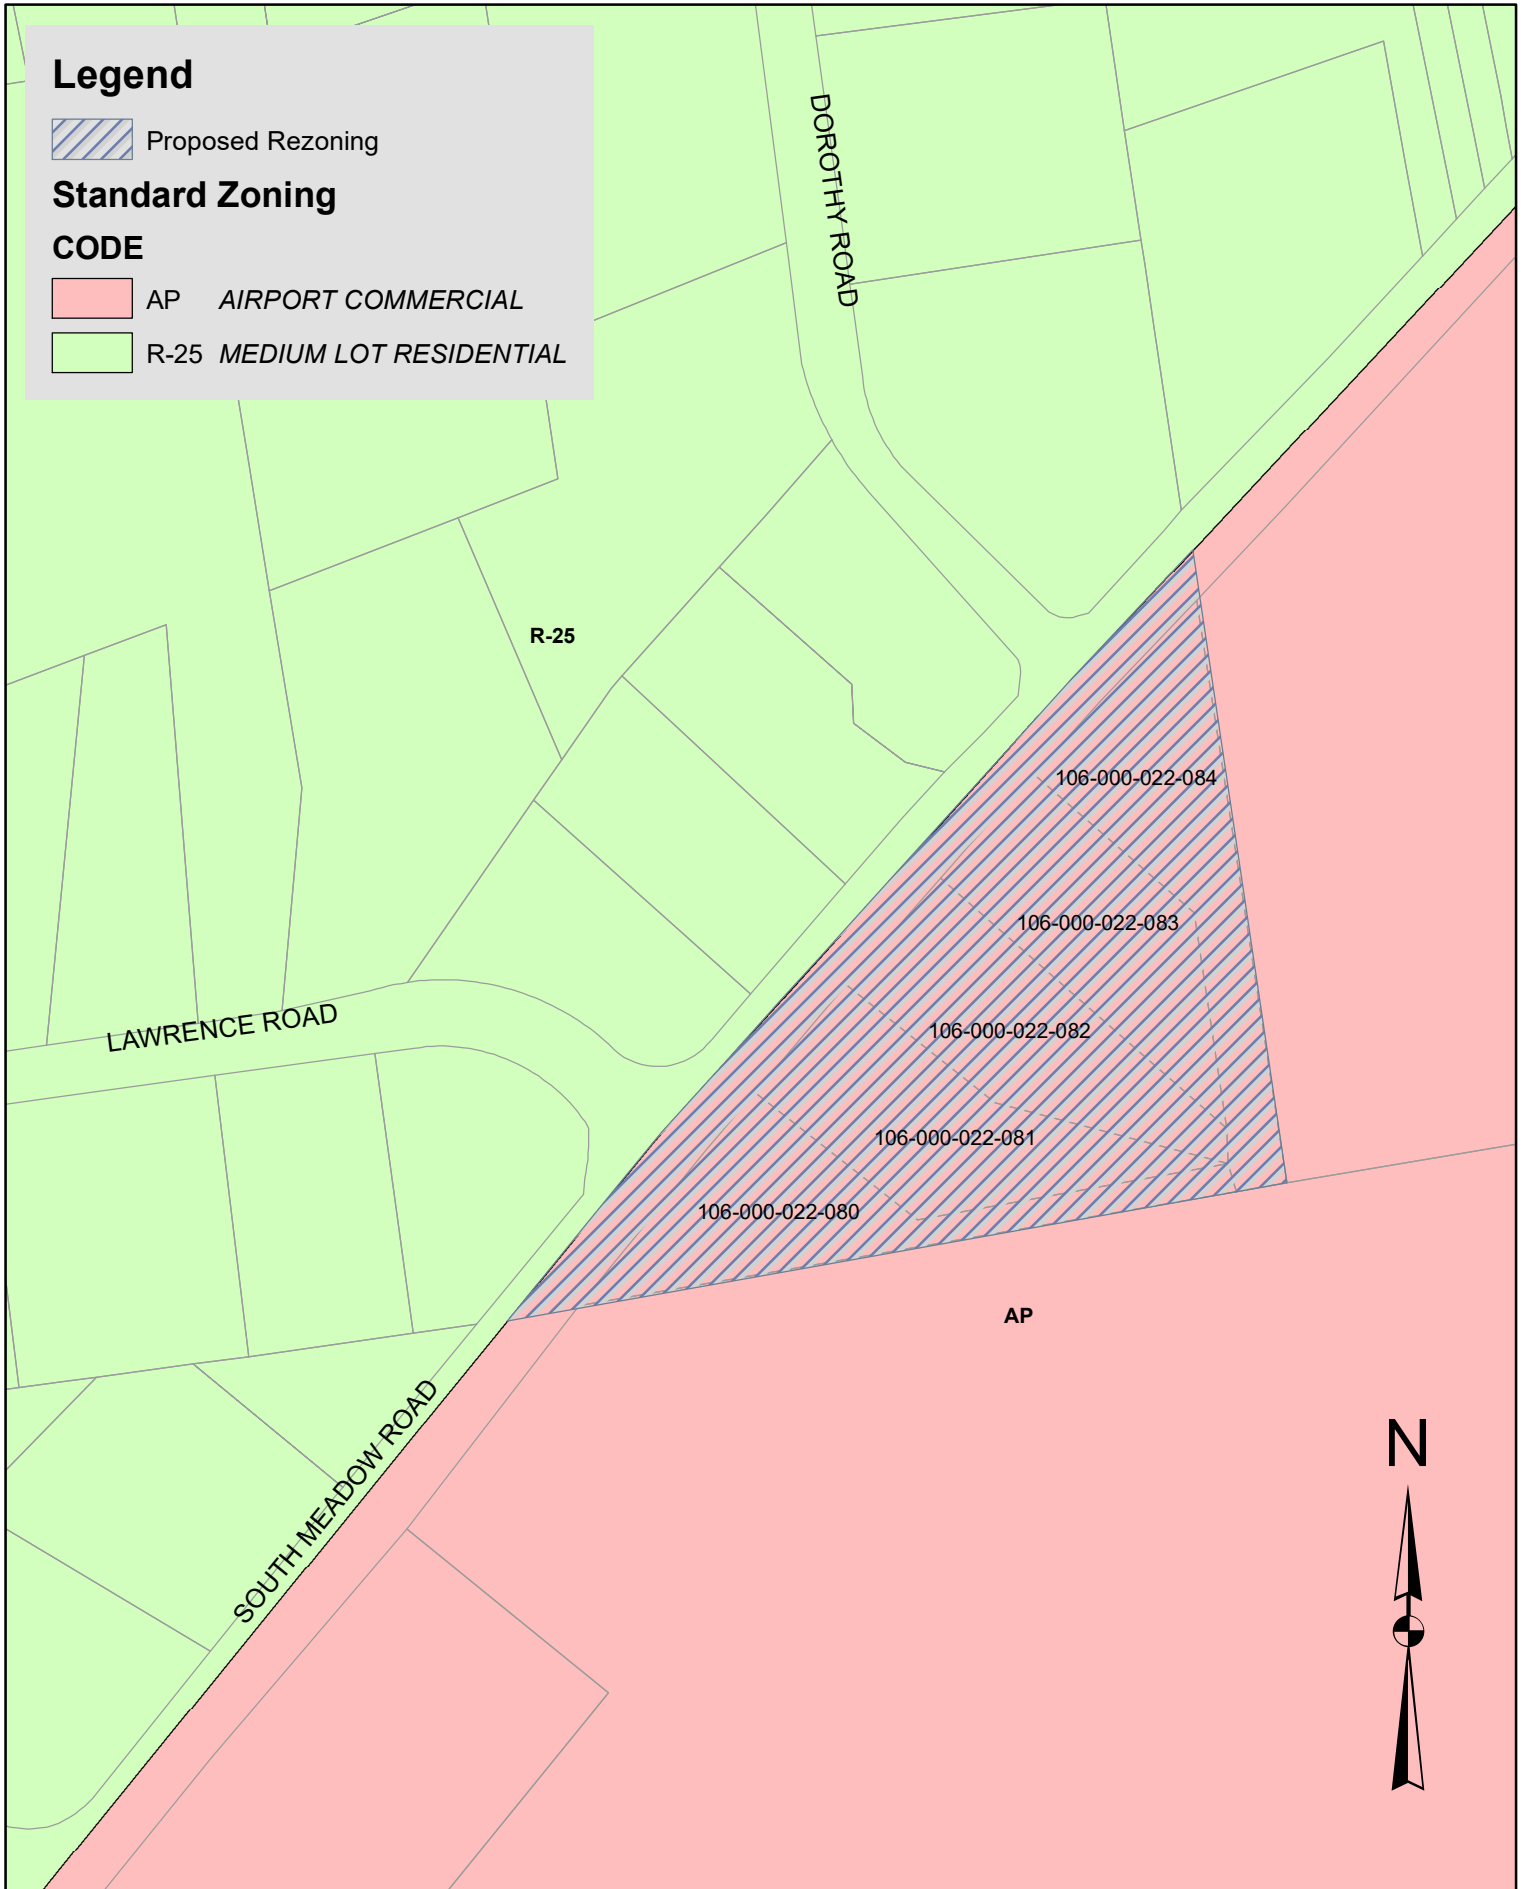 Legend
Proposed Rezoning
Standard Zoning
CODE
AP AIRPORT COMMERCIAL
R-25 MEDIUM LOT RESIDENTIAL
DOROTHY ROAD
R-25
106-000-022-084
106-000-022-083
LAWRENCE ROAD
106-000-022-082
106-000-022-081
106-000-022-080
AP
SOUTH MEADOW ROAD
N